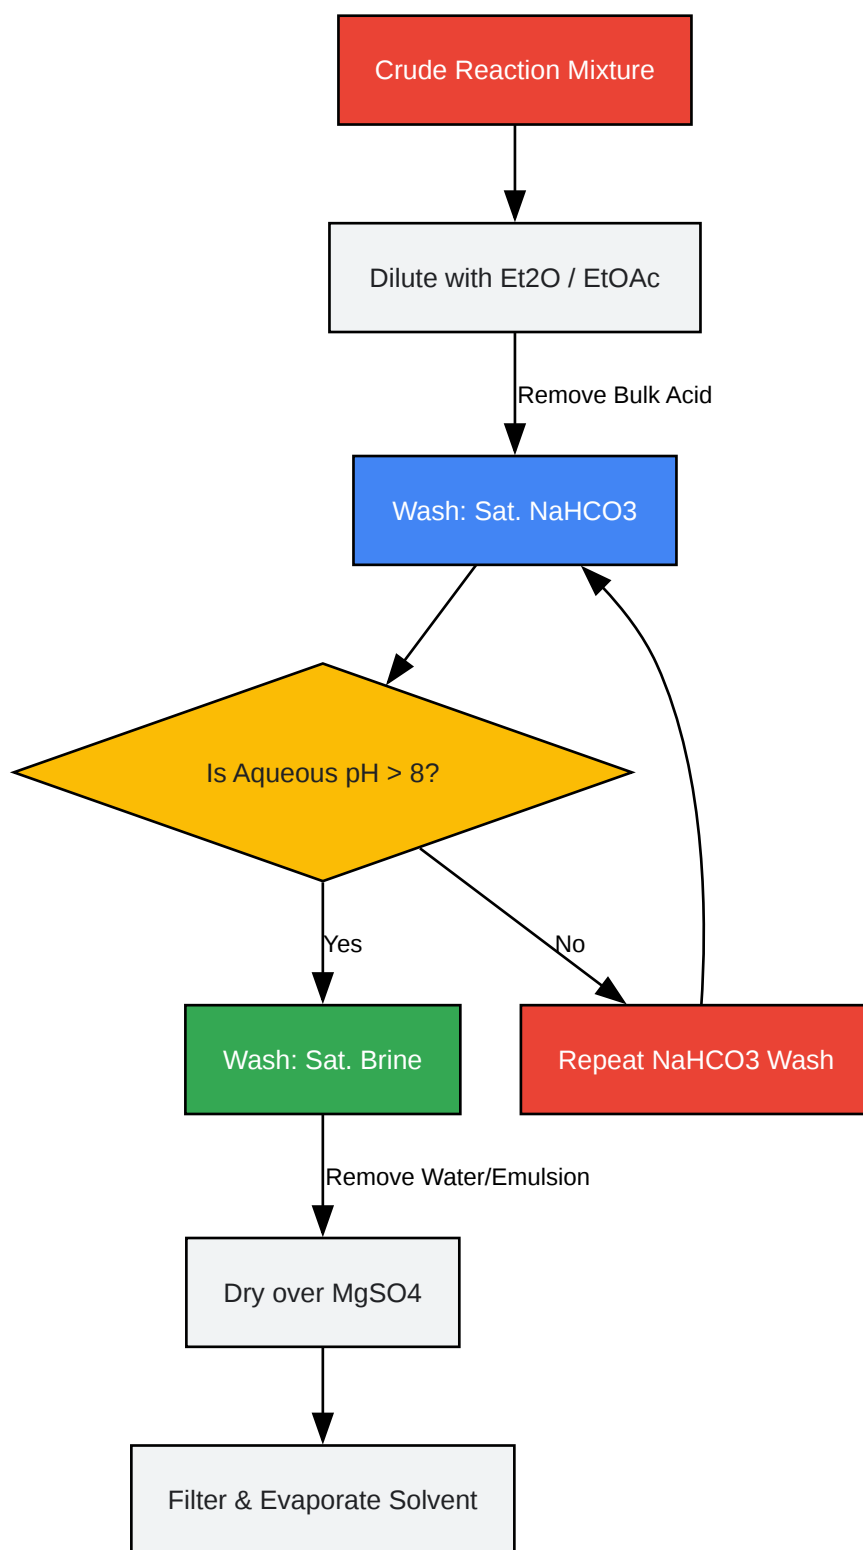 Crude Reaction Mixture
Dilute with Et2O / EtOAc
Remove Bulk Acid
Wash: Sat. NaHCO3
Is Aqueous pH > 8?
Yes
No
Wash: Sat. Brine
Repeat NaHCO3 Wash
Remove Water/Emulsion
Dry over MgSO4
Filter & Evaporate Solvent